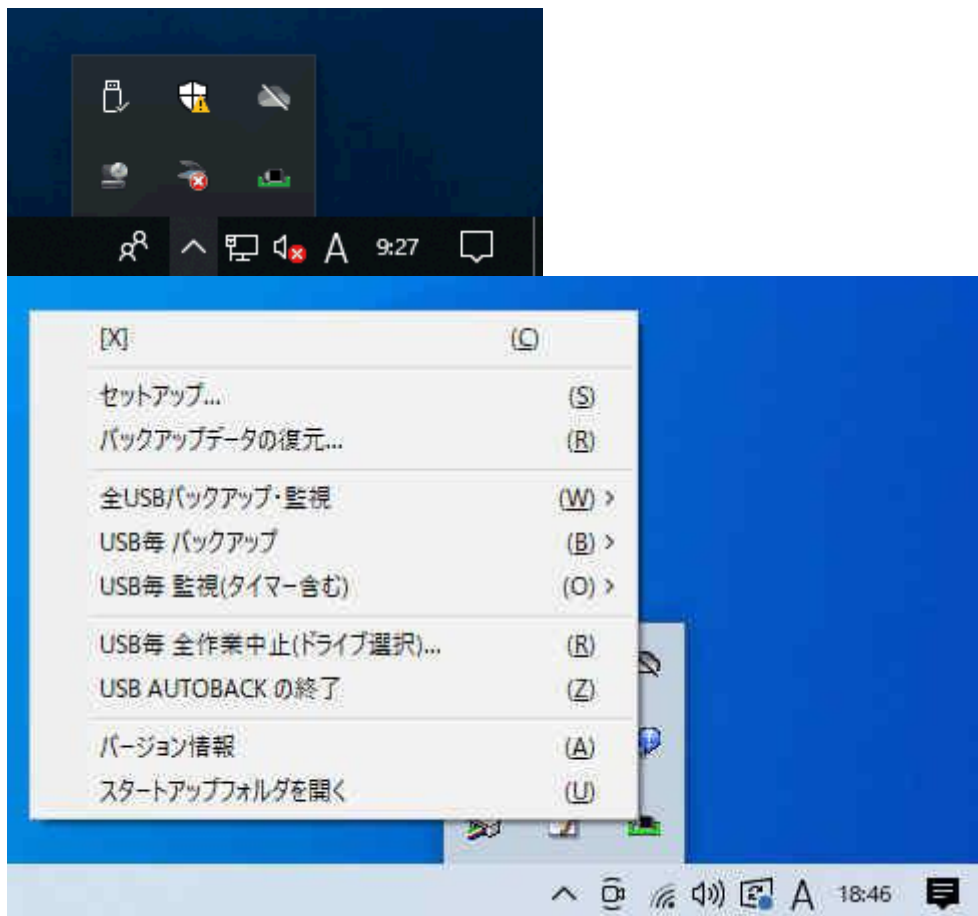 A 9:27
[X] (C)
セットアップ... (S)
バックアップデータの復元... (R)
全USBバックアップ・監視 (W) >
USB毎 バックアップ (B) >
USB毎 監視(タイマー含む) (O) >
USB毎 全作業中止(ドライブ選択)... (R)
USB AUTOBACK の終了 (Z)
バージョン情報 (A)
スタートアップフォルダを開く (U)
A 18:46